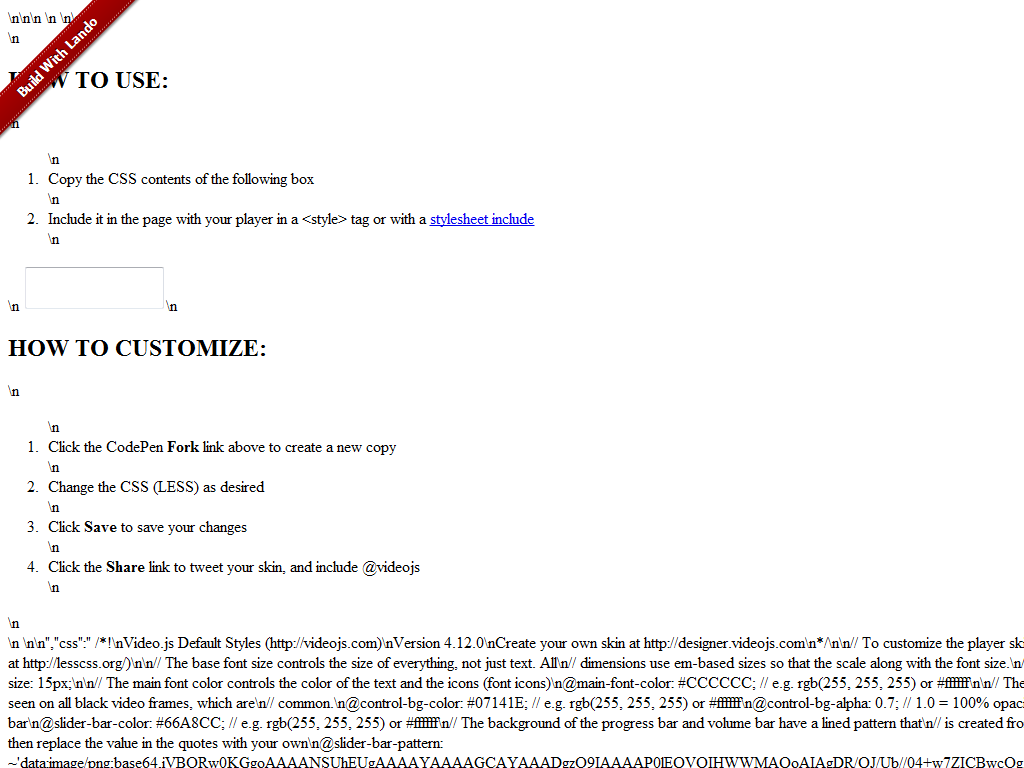 \n\n\n \n \n\
\n
Build With Lando
HOW TO USE:
\n
\n
1. Copy the CSS contents of the following box
\n
2. Include it in the page with your player in a <style> tag or with a stylesheet include
\n
\n \n
HOW TO CUSTOMIZE:
\n
\n
1. Click the CodePen Fork link above to create a new copy
\n
2. Change the CSS (LESS) as desired
\n
3. Click Save to save your changes
\n
4. Click the Share link to tweet your skin, and include @videojs
\n
\n
\n \n\n","css":" /*!\nVideo.js Default Styles (http://videojs.com)\nVersion 4.12.0\nCreate your own skin at http://designer.videojs.com\n*/\n\n// To customize the player sk
at http://lesscss.org/)\n\n// The base font size controls the size of everything, not just text. All\n// dimensions use em-based sizes so that the scale along with the font size.\n/
size: 15px;\n\n// The main font color controls the color of the text and the icons (font icons)\n@main-font-color: #CCCCCC; // e.g. rgb(255, 255, 255) or #ffffff\n\n// The
seen on all black video frames, which are\n// common.\n@control-bg-color: #07141E; // e.g. rgb(255, 255, 255) or #ffffff\n@control-bg-alpha: 0.7; // 1.0 = 100% opac
bar\n@slider-bar-color: #66A8CC; // e.g. rgb(255, 255, 255) or #ffffff\n// The background of the progress bar and volume bar have a lined pattern that\n// is created fro
then replace the value in the quotes with your own\n@slider-bar-pattern:
~'data:image/png;base64,iVBORw0KGgoAAAANSUhEUgAAAAYAAAAGCAYAAADgzO9IAAAAP0lEQVQIHWWMAQoAIAgDR/QJ/Ub//04+w7ZICBwcOg